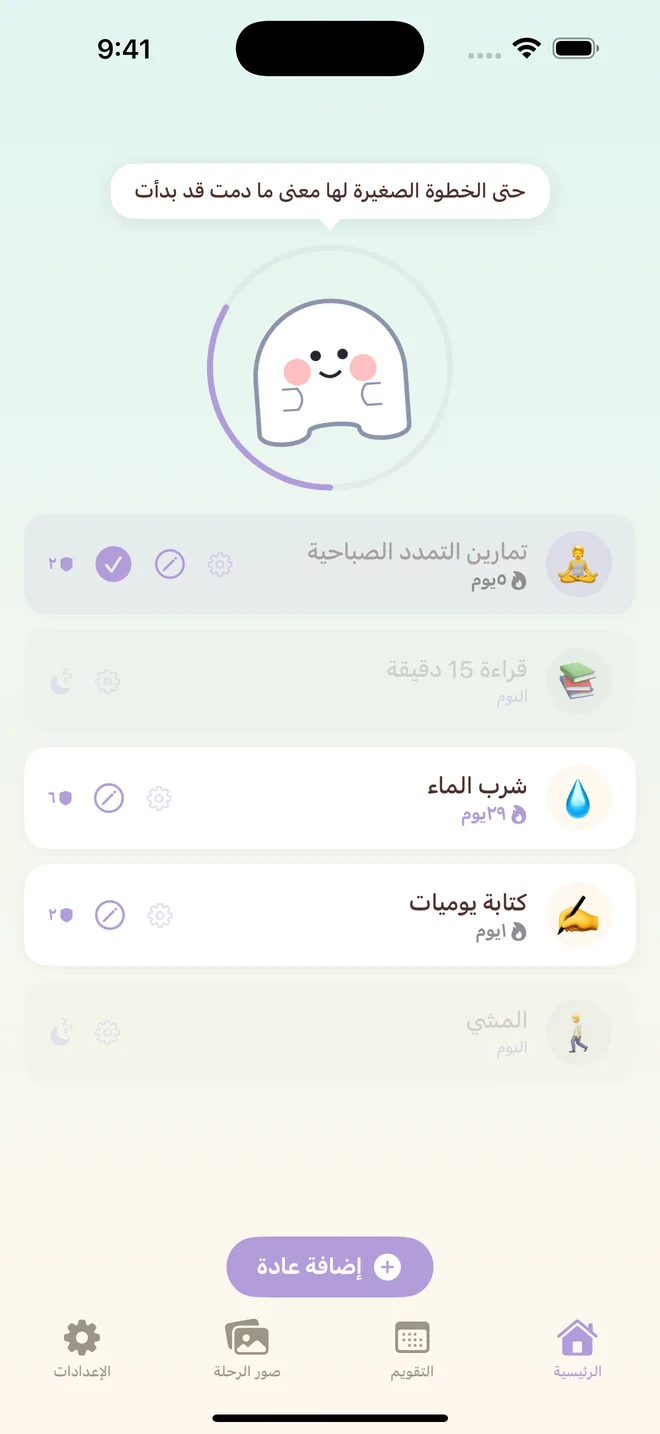 9:41
حتى الخطوة الصغيرة لها معنى ما دمت قد بدأت
تمارين التمدد الصباحية
٥يوم
٢
قراءة 15 دقيقة
النوم
شرب الماء
٢٩يوم
٦
كتابة يوميات
١يوم
٢
المشي
النوم
إضافة عادة
الرئيسية
التقويم
صور الرحلة
الإعدادات